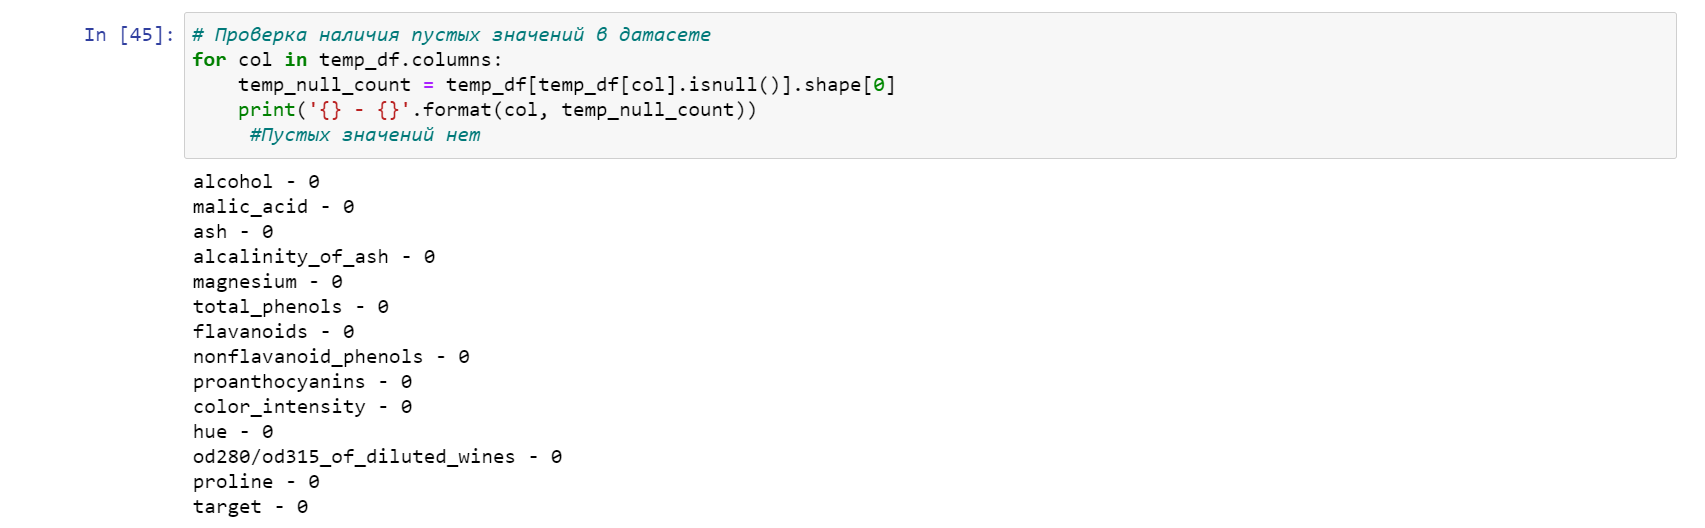 In [45]: # Проверка наличия пустых значений в датасете
for col in temp_df.columns:
    temp_null_count = temp_df[temp_df[col].isnull()].shape[0]
    print('{} - {}'.format(col, temp_null_count))
     #Пустых значений нет
alcohol - 0
malic_acid - 0
ash - 0
alcalinity_of_ash - 0
magnesium - 0
total_phenols - 0
flavanoids - 0
nonflavanoid_phenols - 0
proanthocyanins - 0
color_intensity - 0
hue - 0
od280/od315_of_diluted_wines - 0
proline - 0
target - 0